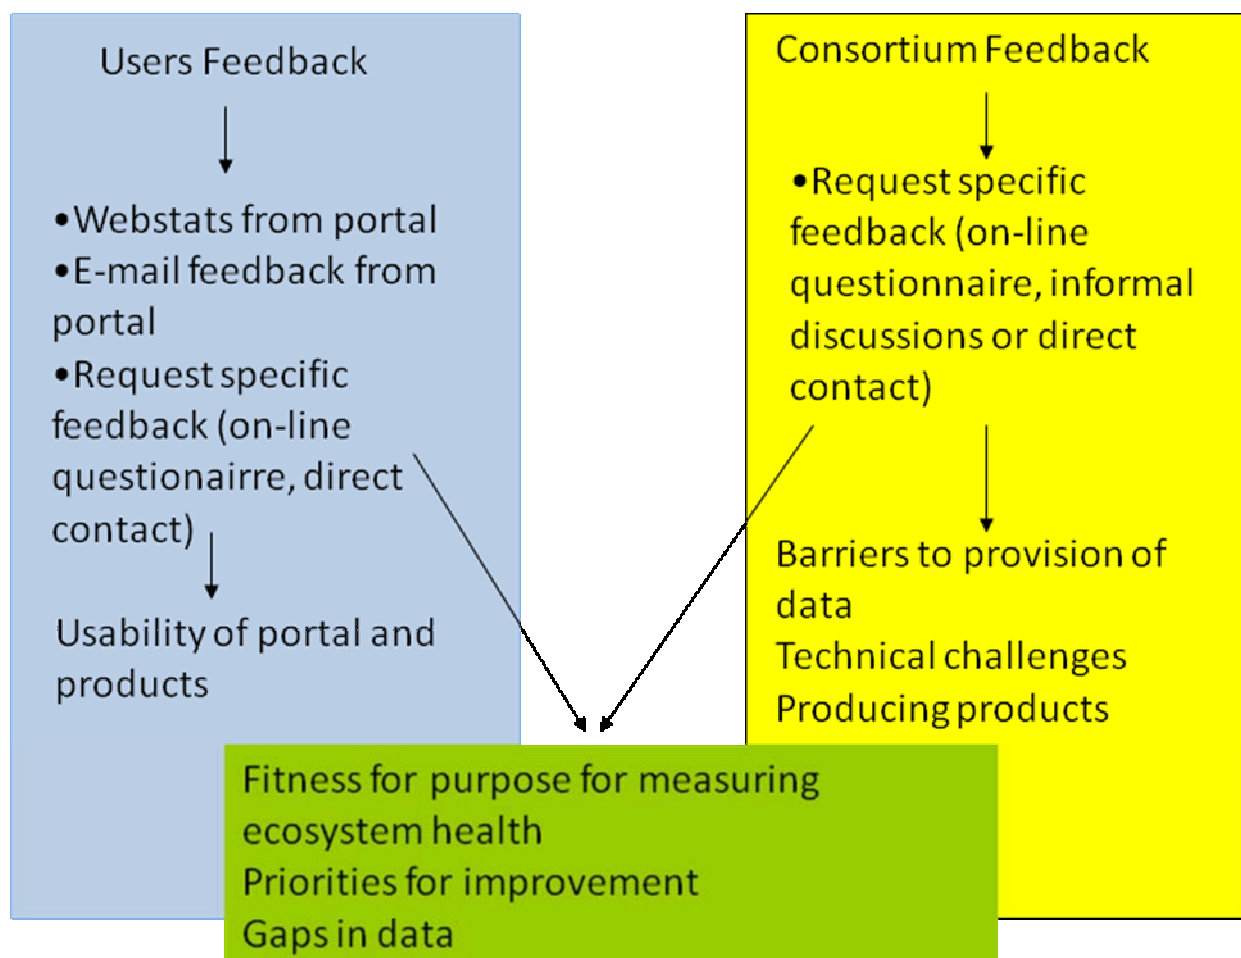 Users Feedback
•Webstats from portal
•E-mail feedback from
portal
•Request specific
feedback (on-line
questionairre, direct
contact)
Usability of portal and
products
Consortium Feedback
•Request specific
feedback (on-line
questionnaire, informal
discussions or direct
contact)
Barriers to provision of
data
Technical challenges
Producing products
Fitness for purpose for measuring
ecosystem health
Priorities for improvement
Gaps in data